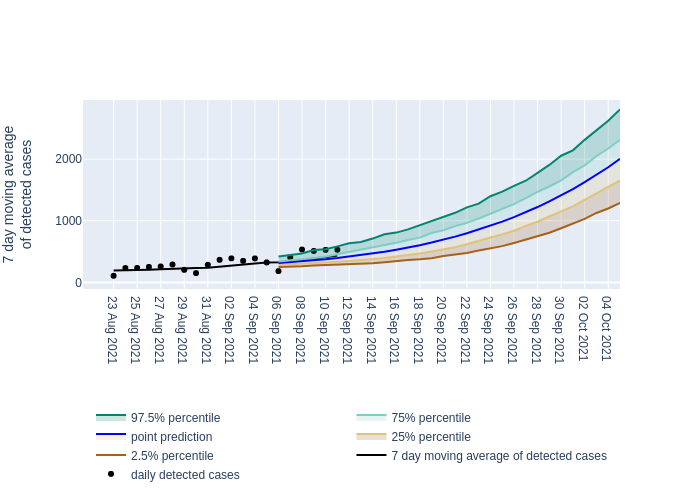 7 day moving average
of detected cases
2000
1000
0
23 Aug 2021
25 Aug 2021
27 Aug 2021
29 Aug 2021
31 Aug 2021
02 Sep 2021
04 Sep 2021
06 Sep 2021
08 Sep 2021
10 Sep 2021
12 Sep 2021
14 Sep 2021
16 Sep 2021
18 Sep 2021
20 Sep 2021
22 Sep 2021
24 Sep 2021
26 Sep 2021
28 Sep 2021
30 Sep 2021
02 Oct 2021
04 Oct 2021
97.5% percentile
75% percentile
point prediction
25% percentile
2.5% percentile
7 day moving average of detected cases
daily detected cases